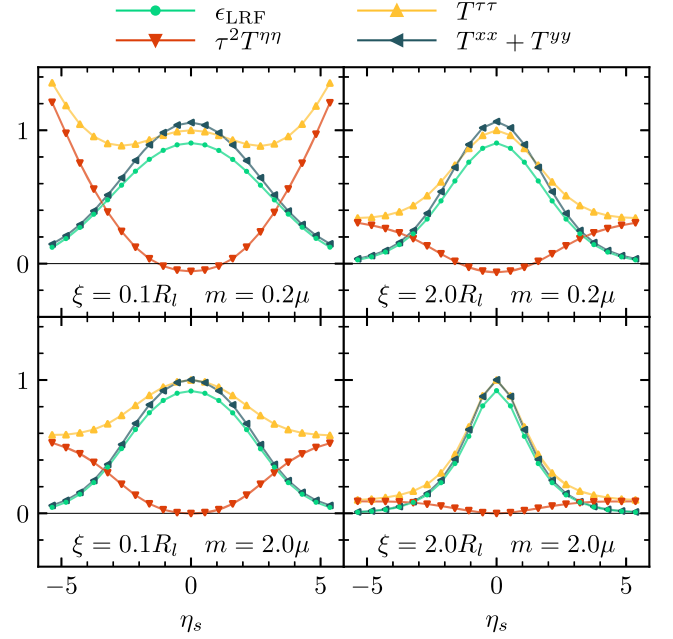 ϵ_LRF T^{ττ}
τ²T^{ηη} T^{xx} + T^{yy}
1
0
ξ = 0.1R_l m = 0.2μ ξ = 2.0R_l m = 0.2μ
1
0
ξ = 0.1R_l m = 2.0μ ξ = 2.0R_l m = 2.0μ
−5 0 5 −5 0 5
η_s η_s